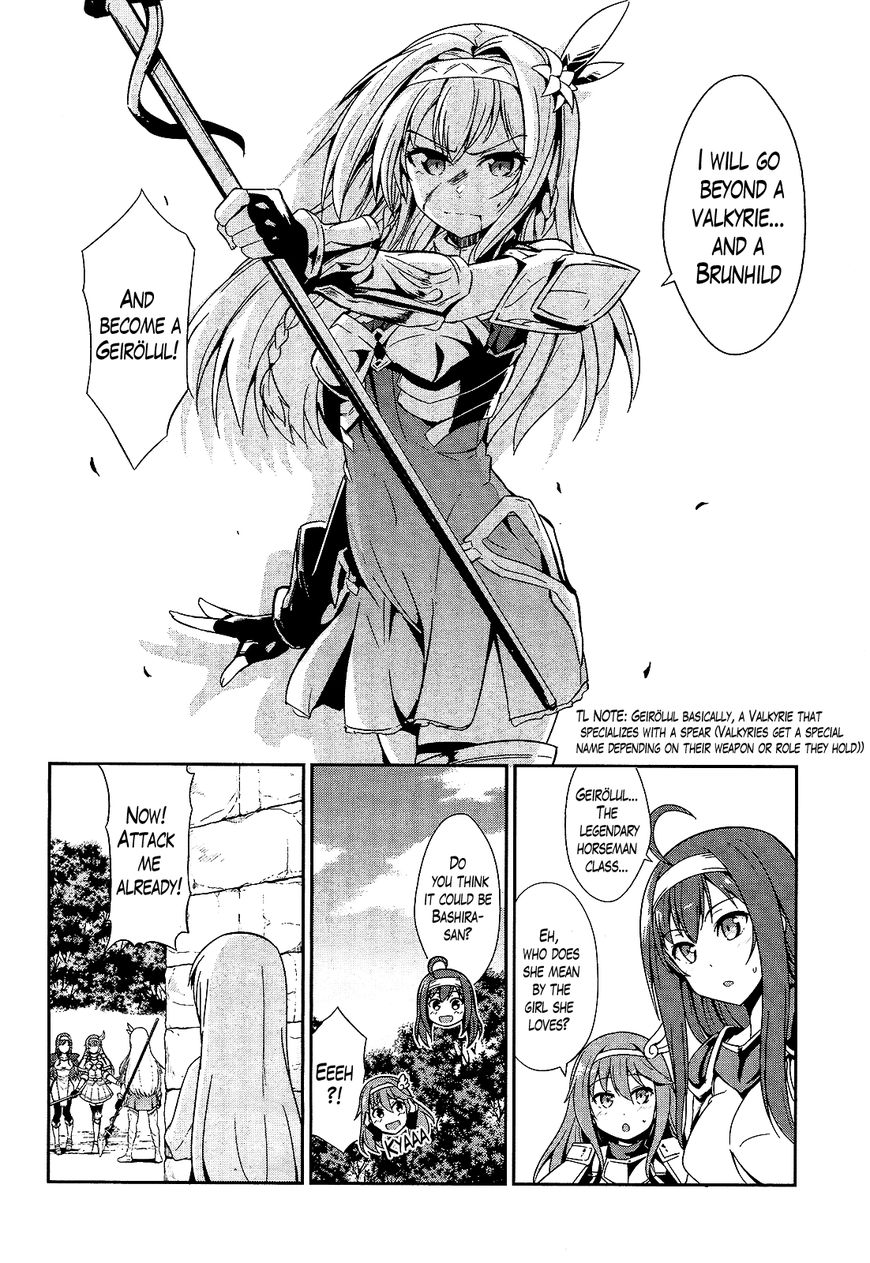 I WILL GO
BEYOND A
VALKYRIE...
AND A
BRUNHILD
AND
BECOME A
GEIRÖLUL!
TL NOTE: GEIRÖLUL BASICALLY, A VALKYRIE THAT
SPECIALIZES WITH A SPEAR (VALKYRIES GET A SPECIAL
NAME DEPENDING ON THEIR WEAPON OR ROLE THEY HOLD))
GEIRÖLUL...
THE
LEGENDARY
HORSEMAN
CLASS...
EH,
WHO DOES
SHE MEAN
BY THE
GIRL SHE
LOVES?
DO
YOU THINK
IT COULD BE
BASHIRA-
SAN?
EEEH
?!
KYAAA
NOW!
ATTACK
ME
ALREADY!